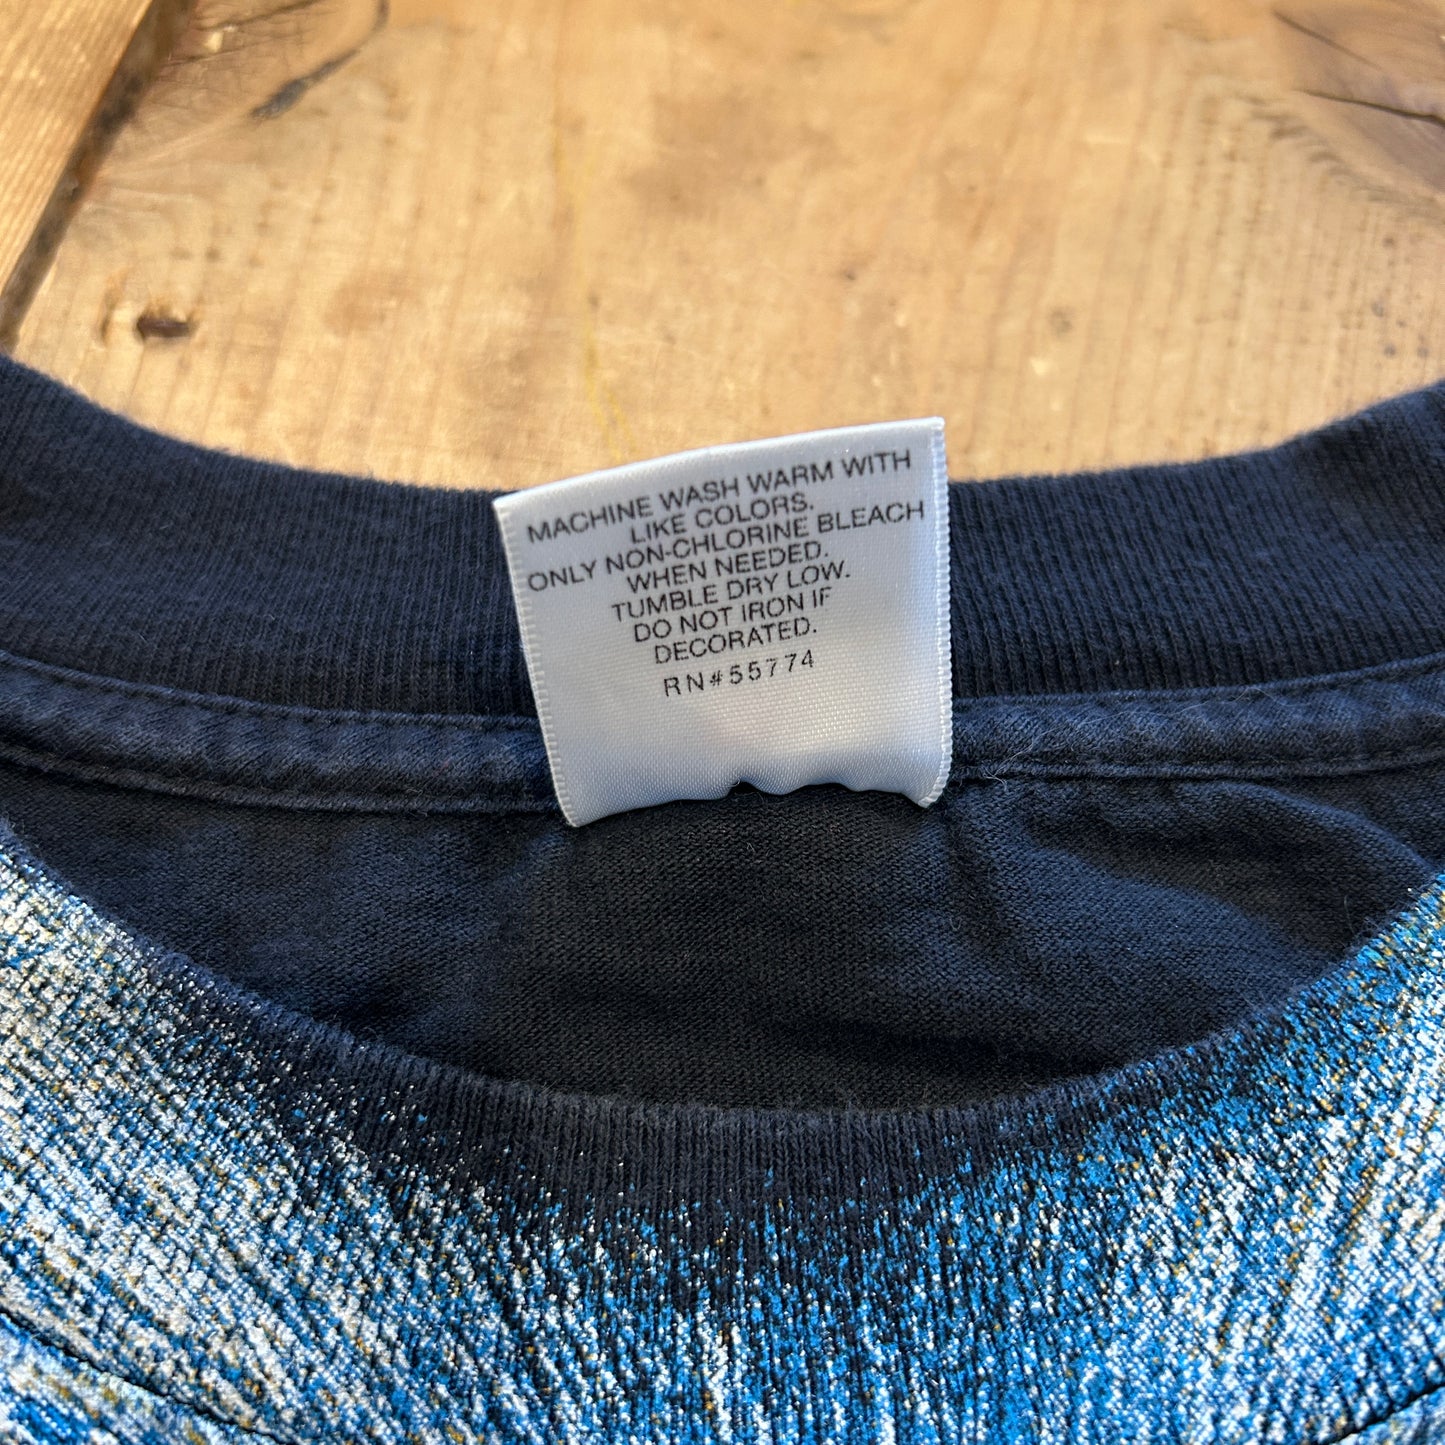 MACHINE WASH WARM WITH
LIKE COLORS.
ONLY NON-CHLORINE BLEACH
WHEN NEEDED.
TUMBLE DRY LOW.
DO NOT IRON IF
DECORATED.
RN#55774